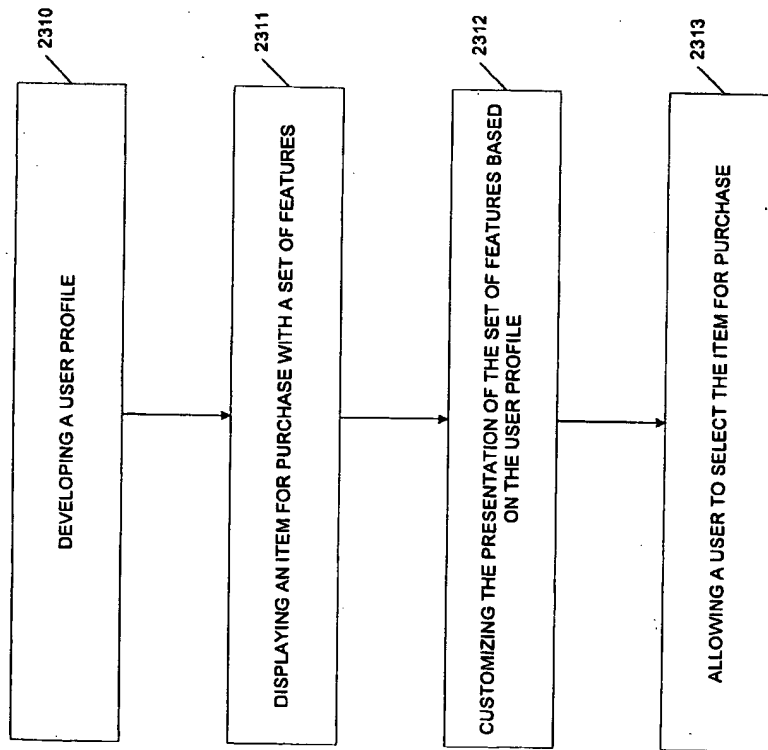 2310
DEVELOPING A USER PROFILE
2311
DISPLAYING AN ITEM FOR PURCHASE WITH A SET OF FEATURES
2312
CUSTOMIZING THE PRESENTATION OF THE SET OF FEATURES BASED
ON THE USER PROFILE
2313
ALLOWING A USER TO SELECT THE ITEM FOR PURCHASE